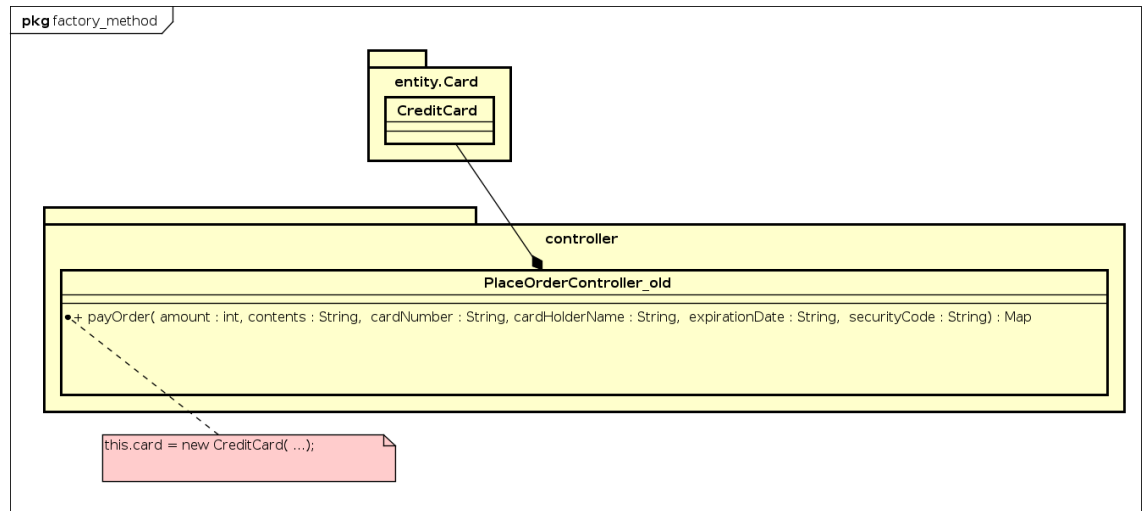 pkg factory_method
entity.Card
CreditCard
controller
PlaceOrderController_old
+ payOrder( amount : int, contents : String,  cardNumber : String, cardHolderName : String,  expirationDate : String,  securityCode : String) : Map
this.card = new CreditCard( ...);